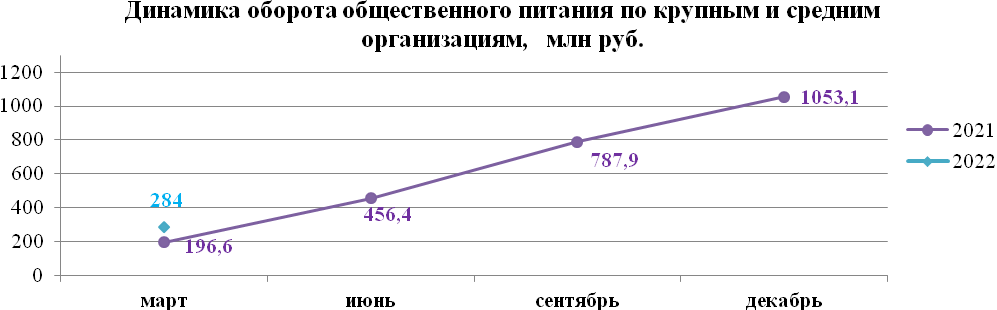 Динамика оборота общественного питания по крупным и средним
организациям, млн руб.
1200
1000
800
600
400
200
0
284
196,6
456,4
787,9
1053,1
март
июнь
сентябрь
декабрь
2021
2022